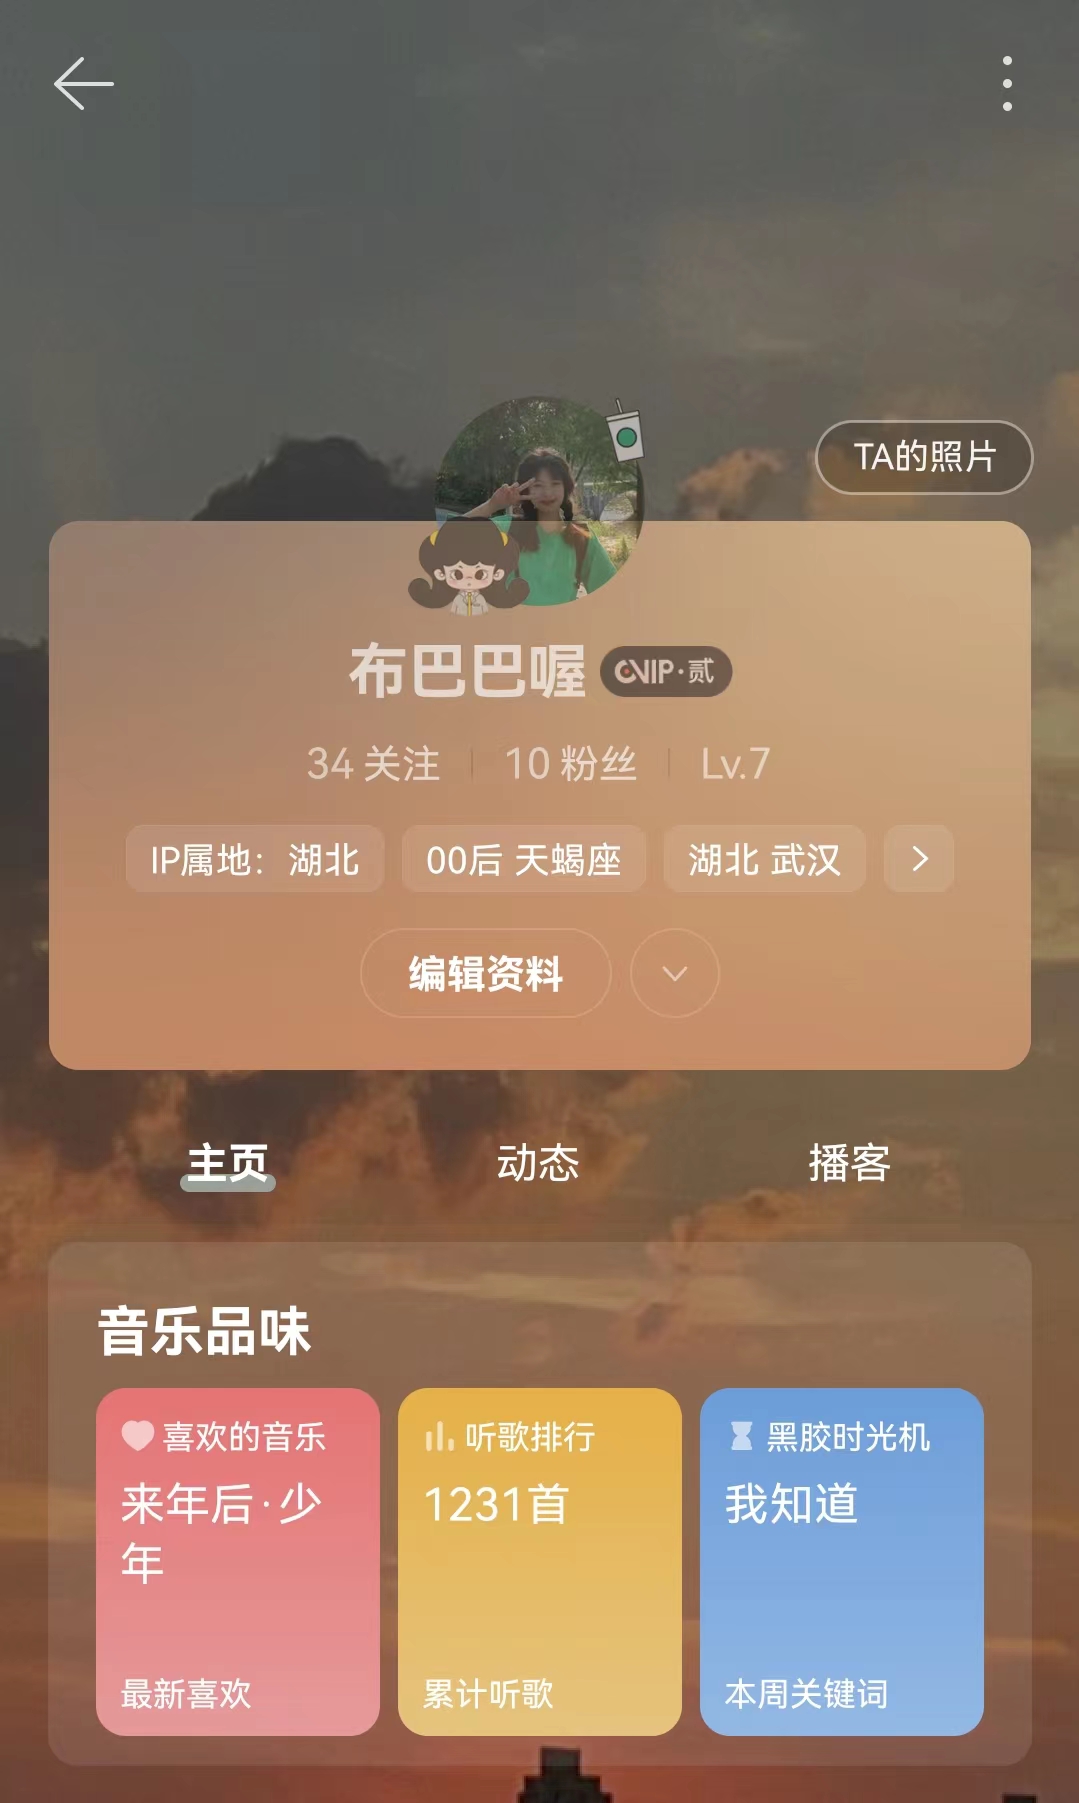 TA的照片
布巴巴喔 VIP·贰
34 关注 10 粉丝 Lv.7
IP属地：湖北 00后 天蝎座 湖北 武汉
编辑资料
主页 动态 播客
音乐品味
喜欢的音乐 听歌排行 黑胶时光机
来年后·少 1231首 我知道
年
最新喜欢 累计听歌 本周关键词